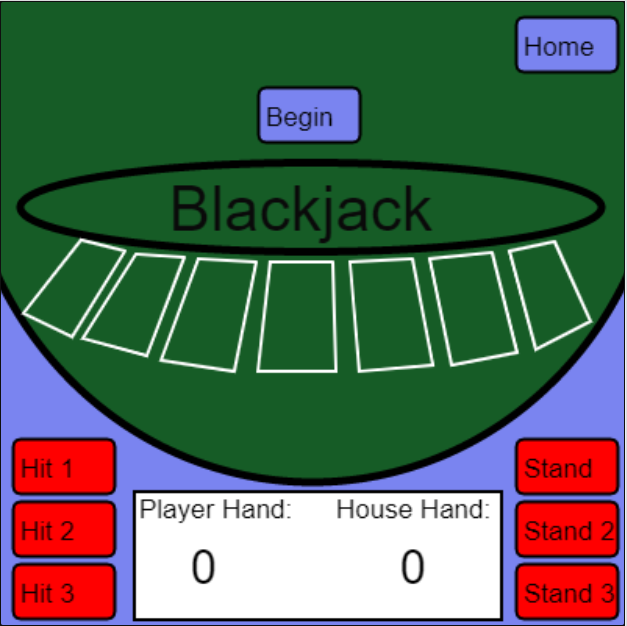 Home
Begin
Blackjack
Hit 1
Stand
Player Hand: House Hand:
Hit 2
Stand 2
0 0
Hit 3
Stand 3